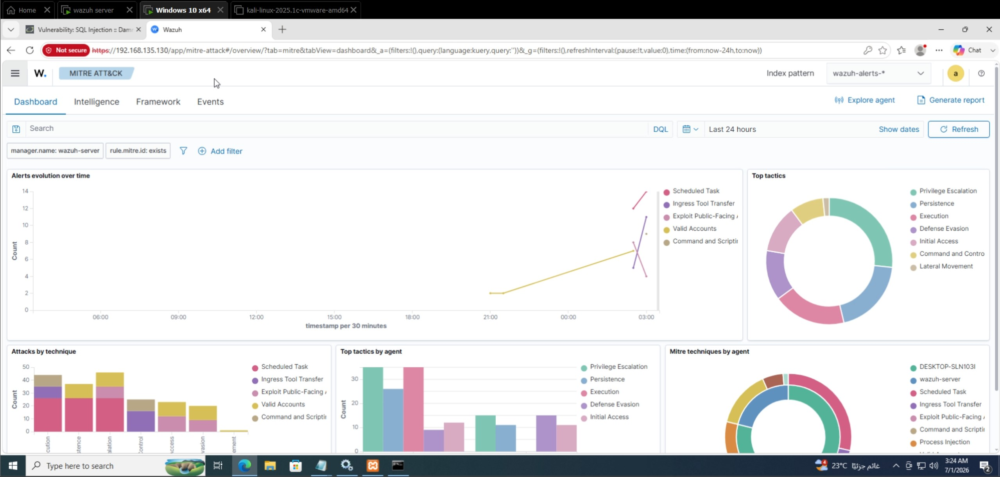 Home
wazuh server
Windows 10 x64
kali-linux-2025.1c-vmware-amd64
Vulnerability: SQL Injection :: Dam
Wazuh
Not secure https://192.168.135.130/app/mitre-attack#/overview/?tab=mitre&tabView=dashboard&_a=(filters:!(),query:(language:kuery,query:''))&_g=(filters:!(),refreshInterval:(pause:!t,value:0),time:(from:now-24h,to:now))
Chat
W. MITRE ATT&CK
Index pattern wazuh-alerts-* a
Dashboard Intelligence Framework Events
Explore agent Generate report
Search DQL Last 24 hours Show dates Refresh
manager.name: wazuh-server rule.mitre.id: exists Add filter
Alerts evolution over time
14
12
10
8
6
4
2
0
Count
06:00 09:00 12:00 15:00 18:00 21:00 00:00 03:00
timestamp per 30 minutes
Scheduled Task
Ingress Tool Transfer
Exploit Public-Facing
Valid Accounts
Command and Scriptin
Top tactics
Privilege Escalation
Persistence
Execution
Defense Evasion
Initial Access
Command and Contro
Lateral Movement
Attacks by technique
50
40
30
20
10
0
Count
cution stence alation Control Access vasion ement
Scheduled Task
Ingress Tool Transfer
Exploit Public-Facing
Valid Accounts
Command and Scriptin
Top tactics by agent
30
20
10
0
Count
Privilege Escalation
Persistence
Execution
Defense Evasion
Initial Access
Mitre techniques by agent
DESKTOP-SLN103I
wazuh-server
Scheduled Task
Ingress Tool Transfer
Exploit Public-Facing
Command and Scriptin
Process Injection
Type here to search
4
23°C غائم جزئيًا
3:24 AM
7/1/2026
2